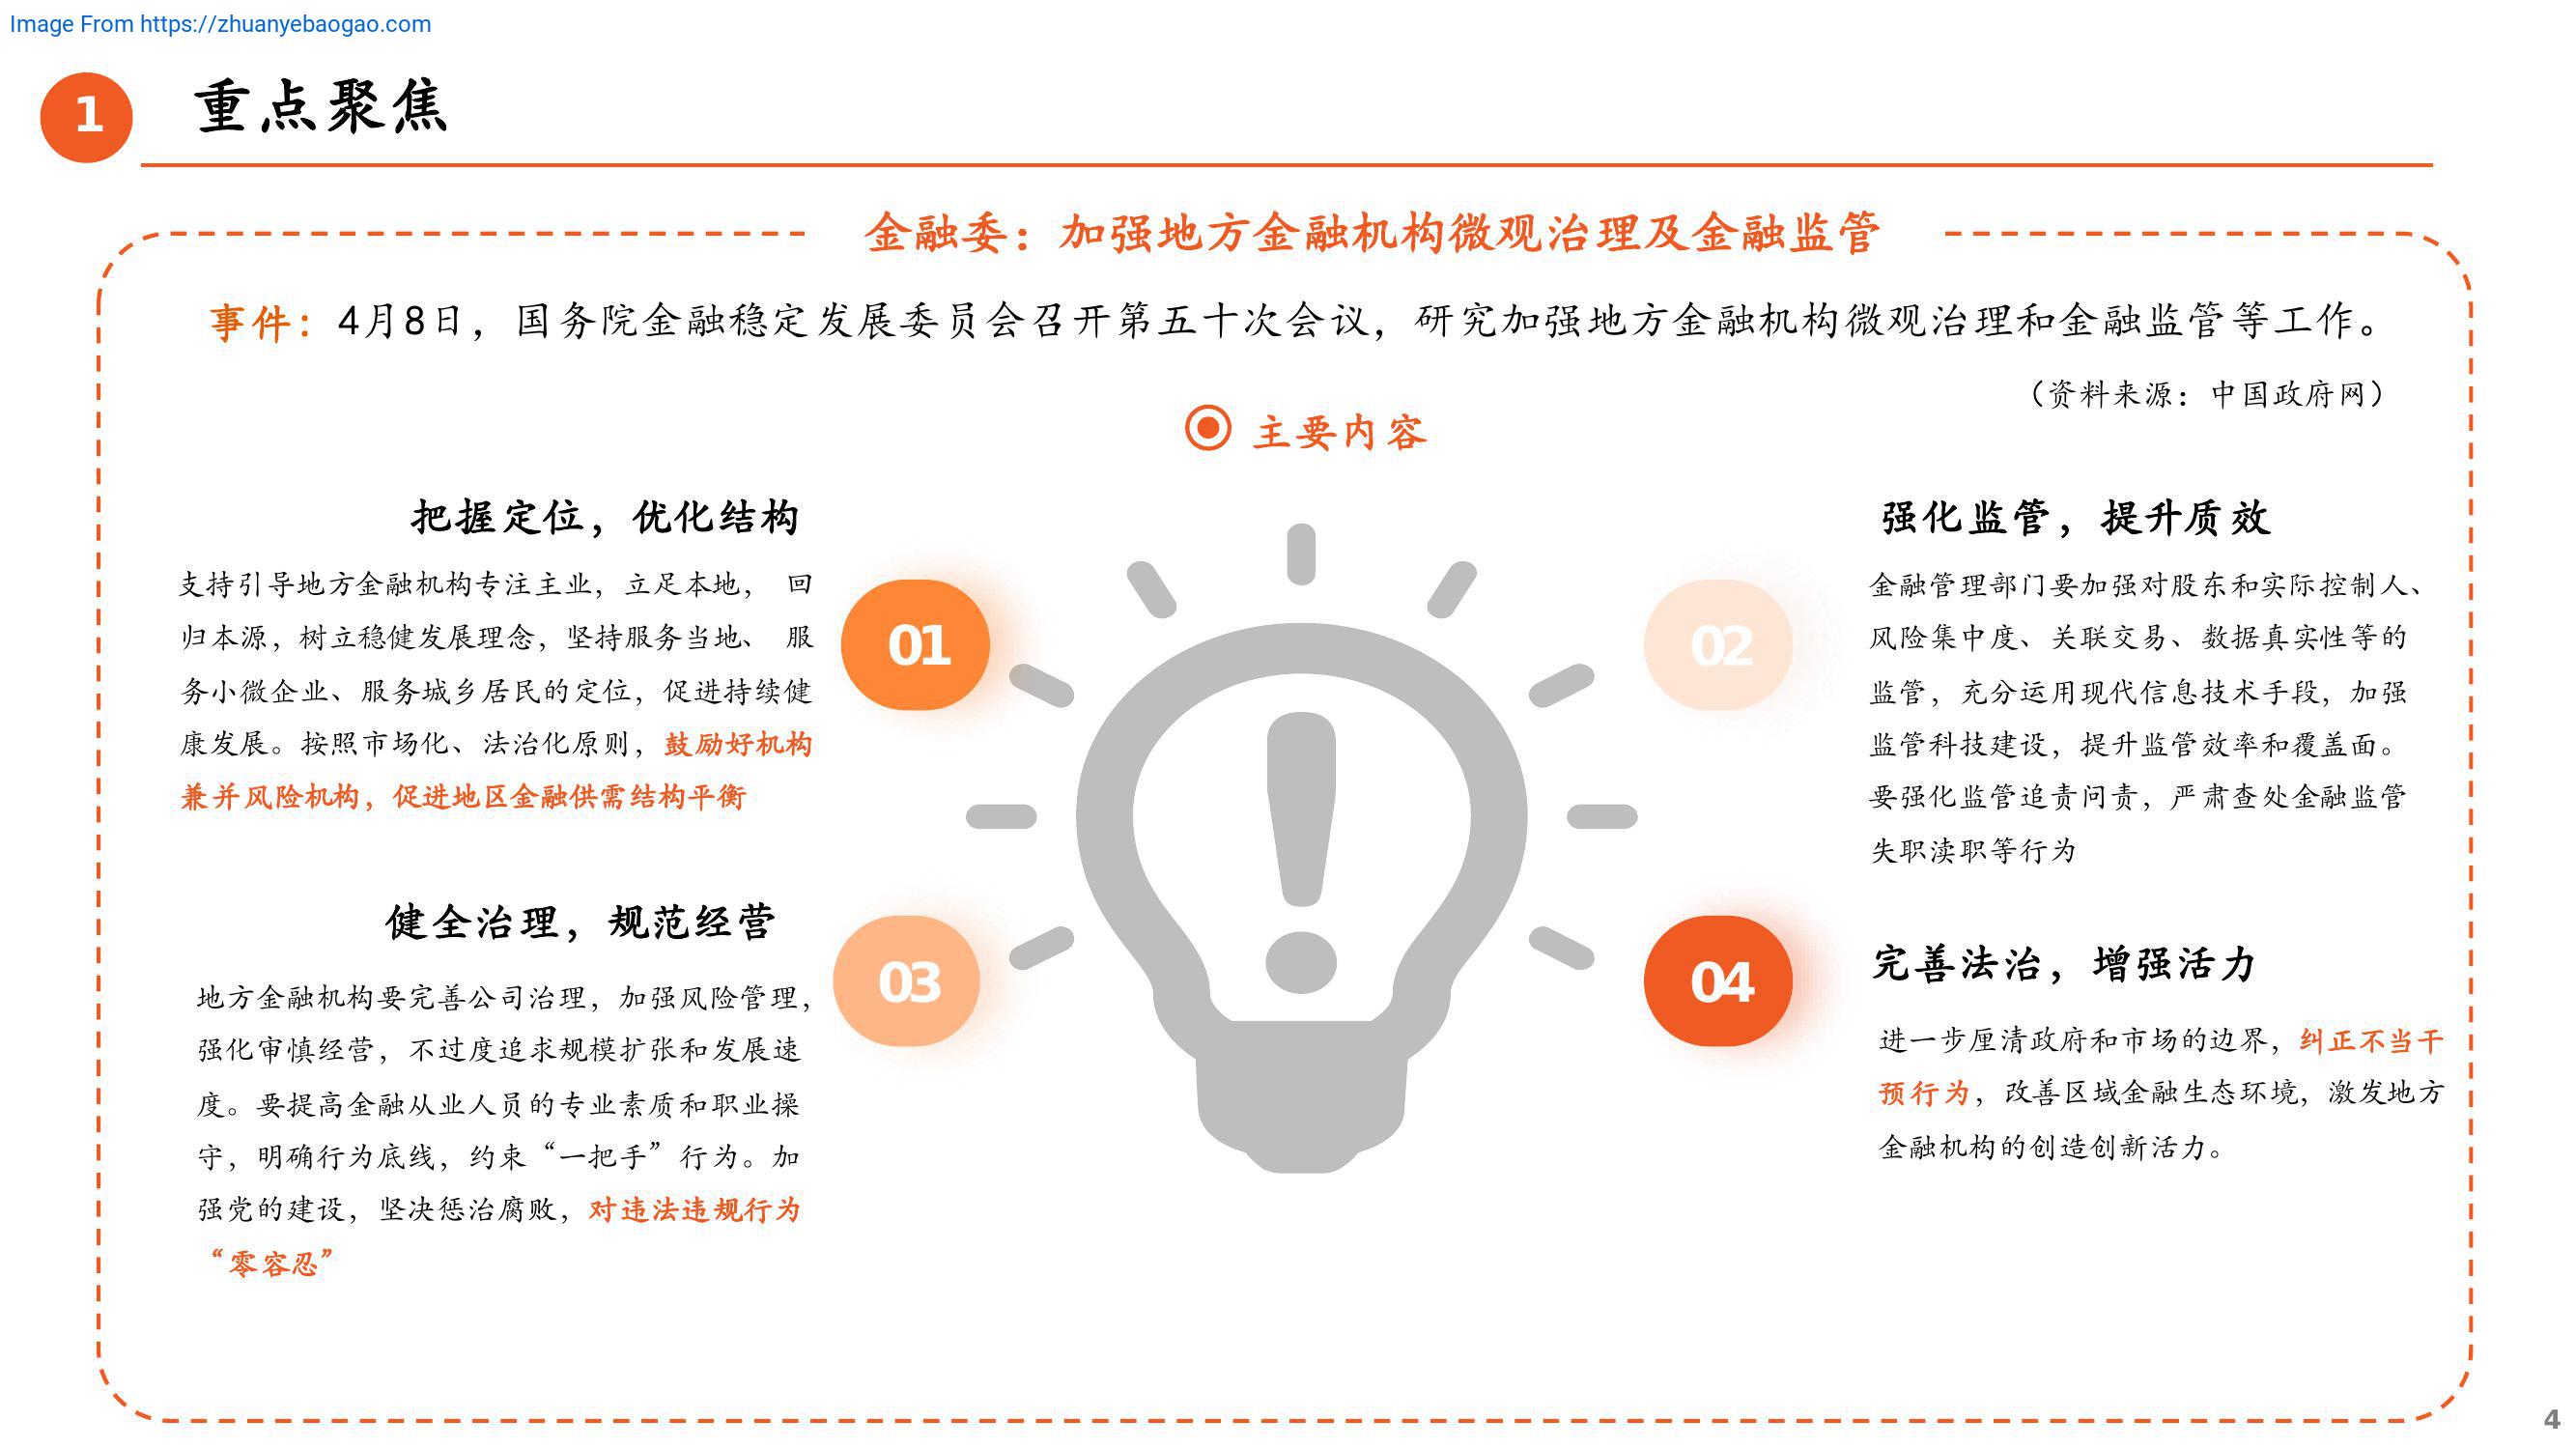 Image From https://zhuanyebaogao.com
1
重点聚焦
金融委：加强地方金融机构微观治理及金融监管
事件：4月8日，国务院金融稳定发展委员会召开第五十次会议，研究加强地方金融机构微观治理和金融监管等工作。
（资料来源：中国政府网）
主要内容
把握定位，优化结构
支持引导地方金融机构专注主业，立足本地， 回
归本源，树立稳健发展理念，坚持服务当地、 服
务小微企业、服务城乡居民的定位，促进持续健
康发展。按照市场化、法治化原则，鼓励好机构
兼并风险机构，促进地区金融供需结构平衡
01
02
强化监管，提升质效
金融管理部门要加强对股东和实际控制人、
风险集中度、关联交易、数据真实性等的
监管，充分运用现代信息技术手段，加强
监管科技建设，提升监管效率和覆盖面。
要强化监管追责问责，严肃查处金融监管
失职渎职等行为
健全治理，规范经营
地方金融机构要完善公司治理，加强风险管理，
强化审慎经营，不过度追求规模扩张和发展速
度。要提高金融从业人员的专业素质和职业操
守，明确行为底线，约束“一把手”行为。加
强党的建设，坚决惩治腐败，对违法违规行为
“零容忍”
03
04
完善法治，增强活力
进一步厘清政府和市场的边界，纠正不当干
预行为，改善区域金融生态环境，激发地方
金融机构的创造创新活力。
4